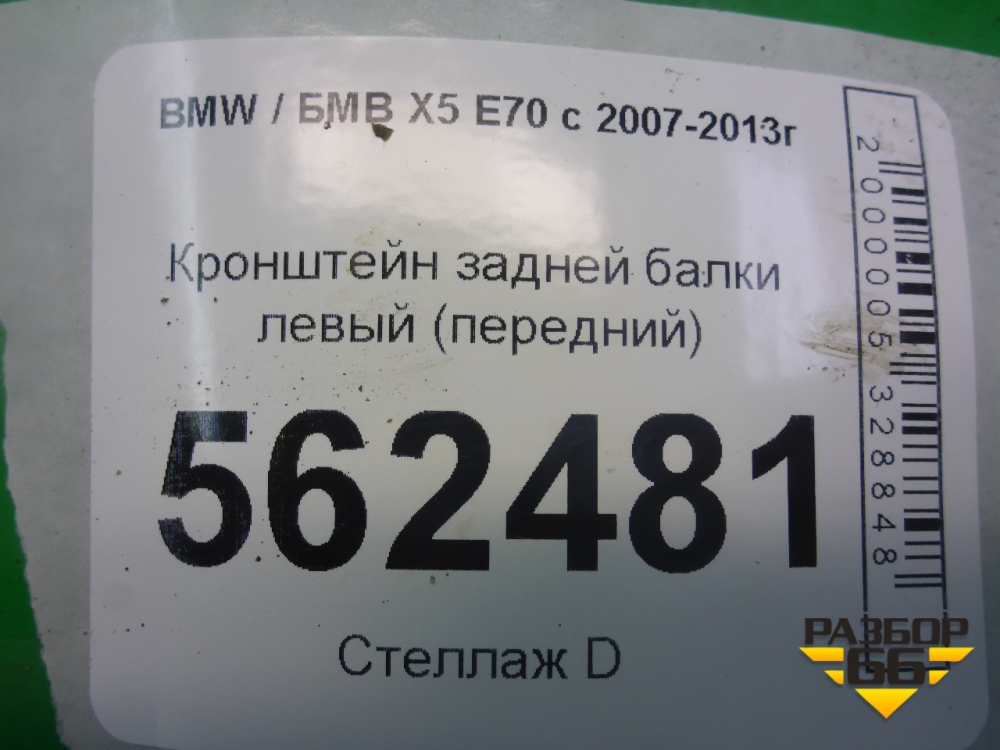 BMW / БМВ X5 E70 с 2007-2013г
Кронштейн задней балки
левый (передний)
562481
Стеллаж D
2000005328848
РАЗБОР
66